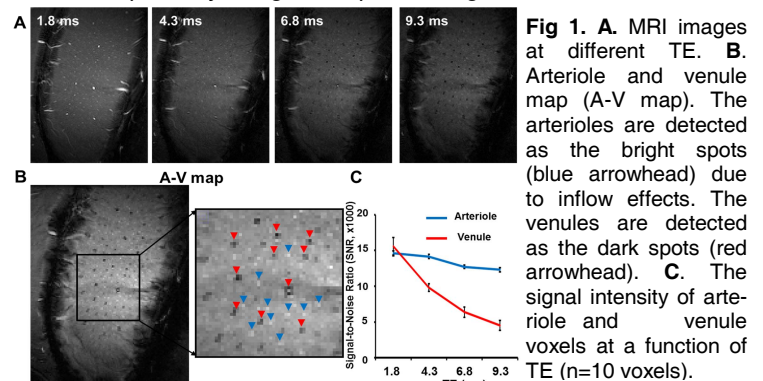 A
1.8 ms
4.3 ms
6.8 ms
9.3 ms
B
A-V map
C
Signal-to-Noise Ratio (SNR, x1000)
20
15
10
5
0
Arteriole
Venule
1.8
4.3
6.8
9.3
Fig 1. A. MRI images
at different TE. B.
Arteriole and venule
map (A-V map). The
arterioles are detected
as the bright spots
(blue arrowhead) due
to inflow effects. The
venules are detected
as the dark spots (red
arrowhead). C. The
signal intensity of arte-
riole and venule
voxels at a function of
TE (n=10 voxels).